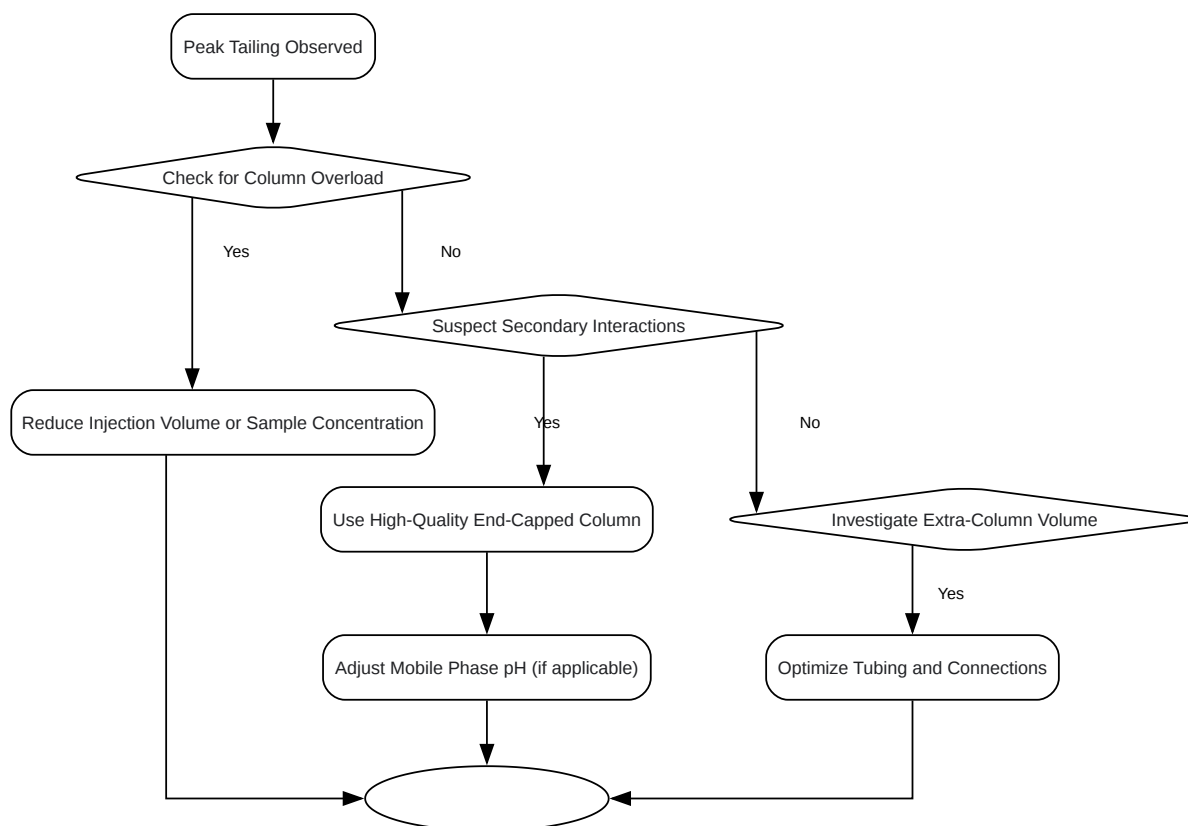 Peak Tailing Observed
Check for Column Overload
Yes
No
Suspect Secondary Interactions
Reduce Injection Volume or Sample Concentration
Yes
No
Use High-Quality End-Capped Column
Investigate Extra-Column Volume
Yes
Adjust Mobile Phase pH (if applicable)
Optimize Tubing and Connections